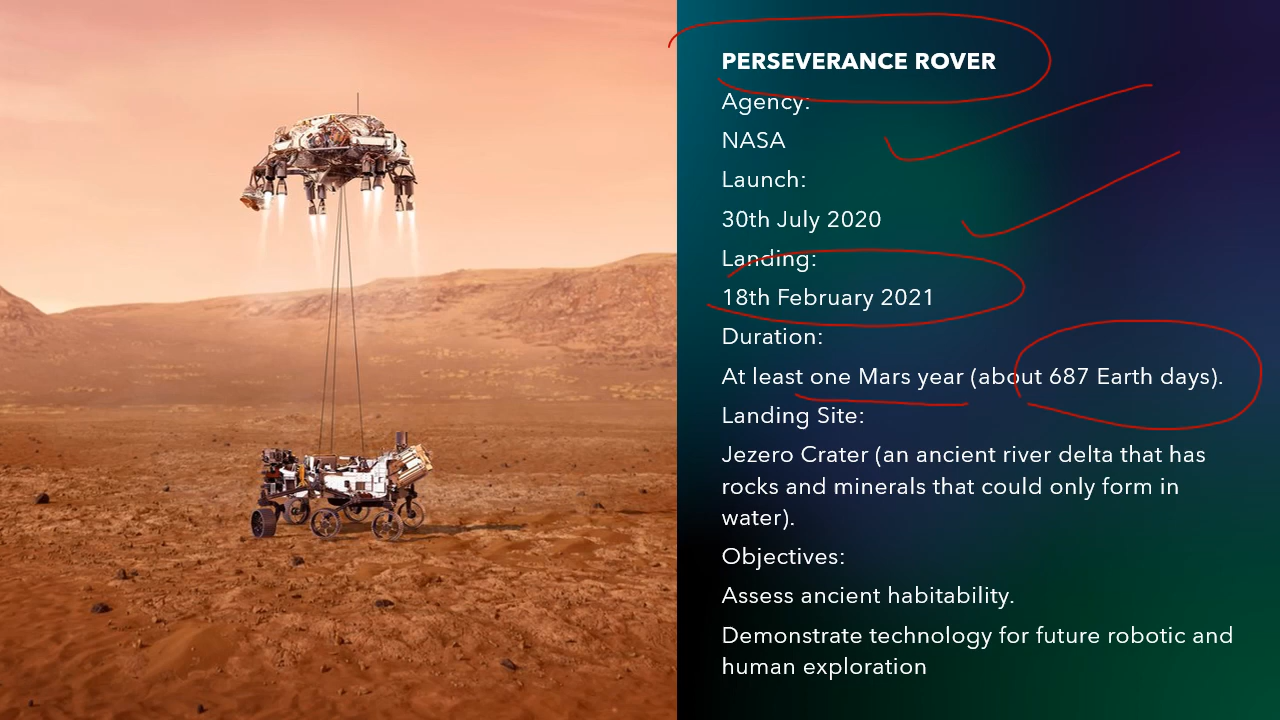 PERSEVERANCE ROVER
Agency:
NASA
Launch:
30th July 2020
Landing:
18th February 2021
Duration:
At least one Mars year (about 687 Earth days).
Landing Site:
Jezero Crater (an ancient river delta that has
rocks and minerals that could only form in
water).
Objectives:
Assess ancient habitability.
Demonstrate technology for future robotic and
human exploration